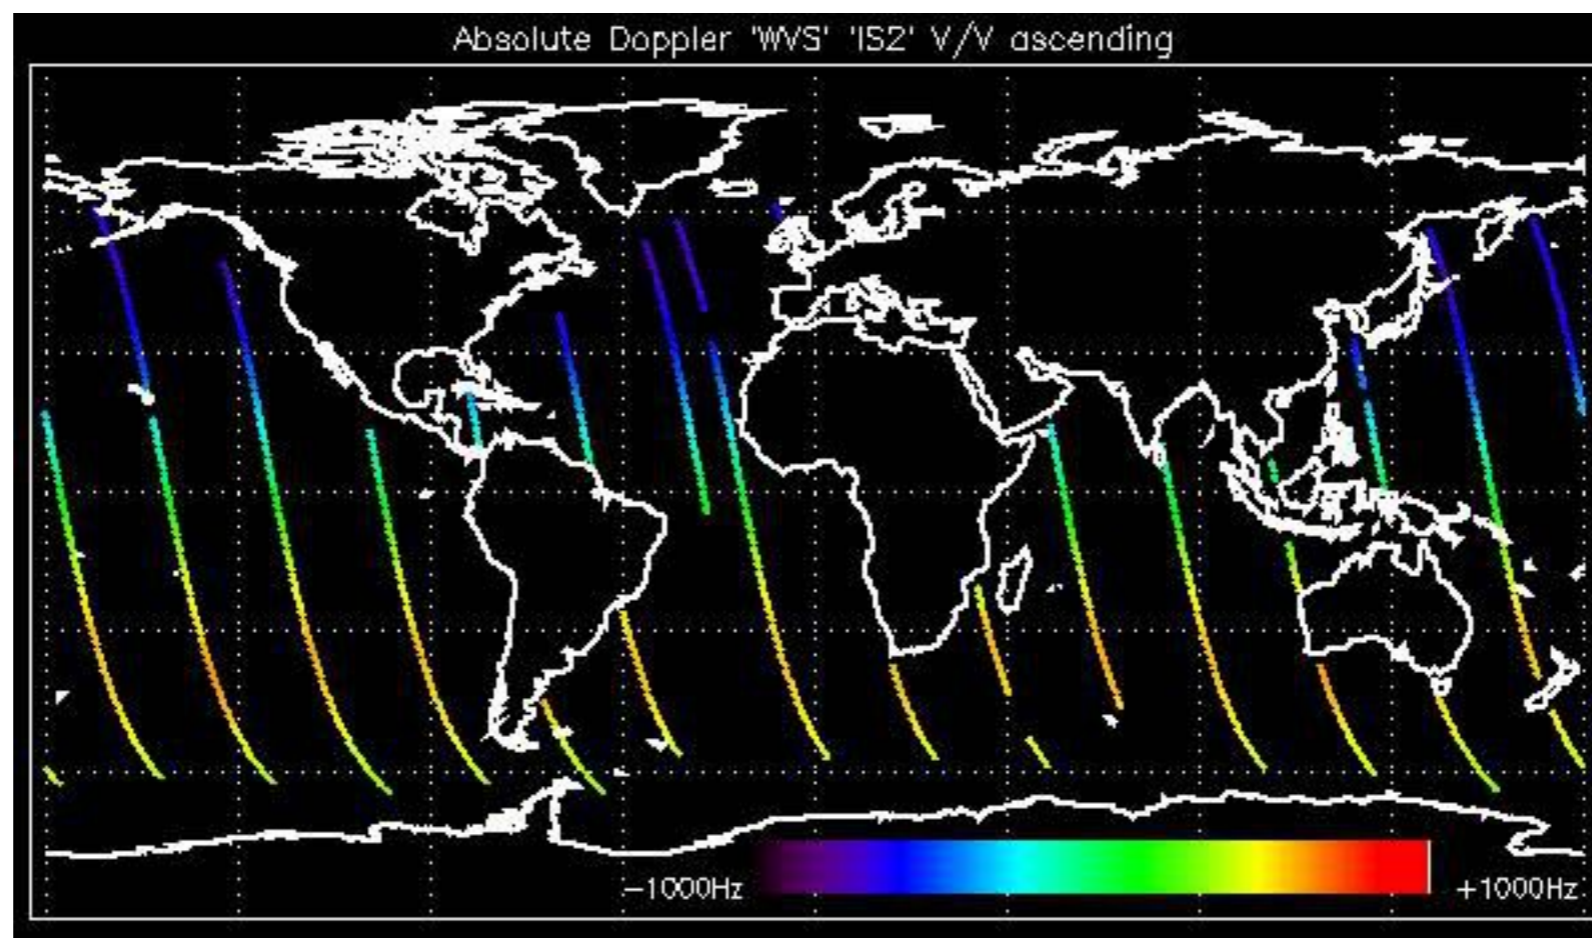 Absolute Doppler 'WVS' 'IS2' V/V ascending
-1000Hz +1000Hz